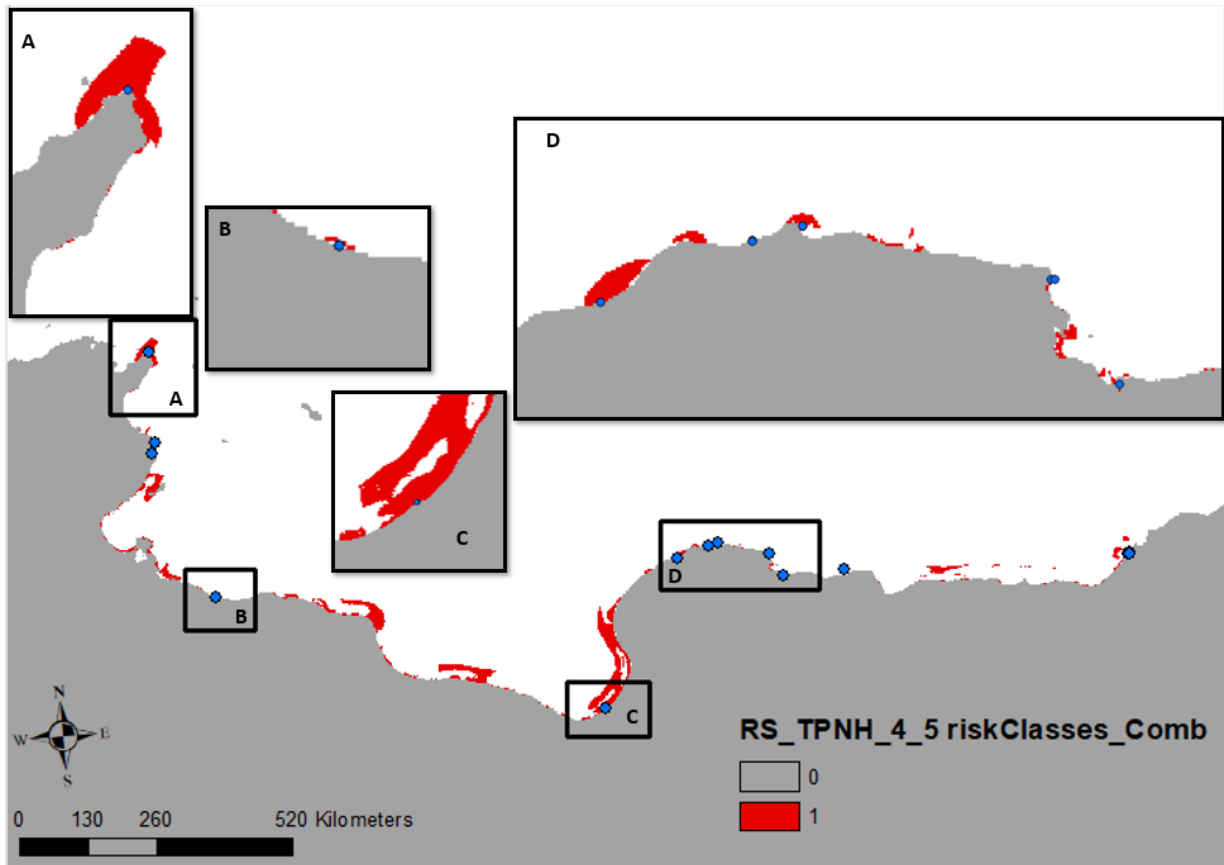 A
D
B
A
C
D
B
C
N
W E
S
RS_TPNH_4_5 riskClasses_Comb
0
1
0 130 260 520 Kilometers